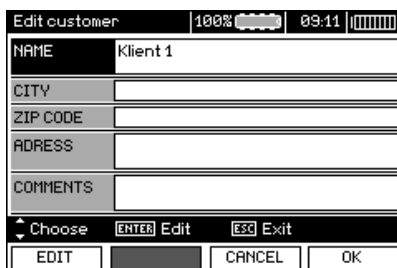 Edit customer 100% 09:11
NAME Klient 1
CITY
ZIP CODE
ADRESS
COMMENTS
Choose ENTER Edit ESC Exit
EDIT CANCEL OK